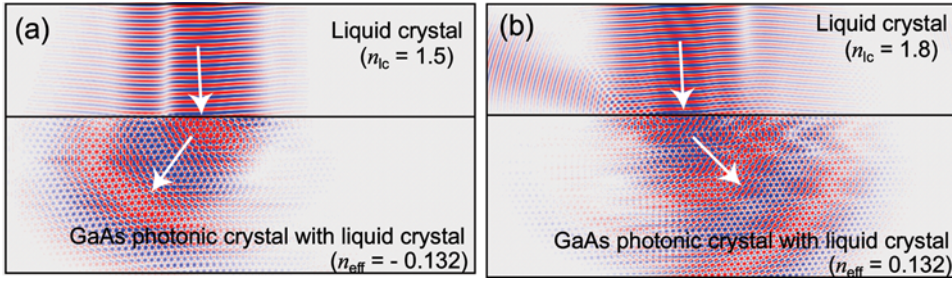 (a)
Liquid crystal
(n_lc = 1.5)
GaAs photonic crystal with liquid crystal
(n_eff = - 0.132)
(b)
Liquid crystal
(n_lc = 1.8)
GaAs photonic crystal with liquid crystal
(n_eff = 0.132)